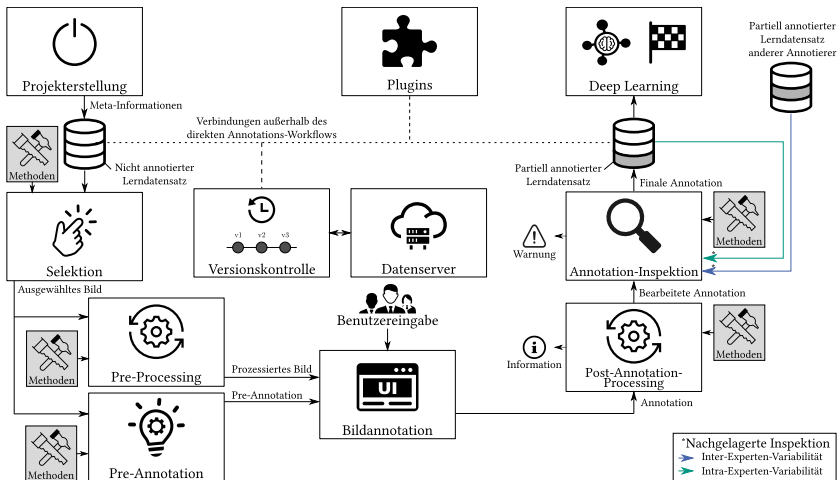 Projekterstellung
Plugins
Deep Learning
Partiell annotierter
Lerndatensatz
anderer Annotierer
Meta-Informationen
Verbindungen außerhalb des
direkten Annotations-Workflows
Methoden
Nicht annotierter
Lerndatensatz
Partiell annotierter
Lerndatensatz
Finale Annotation
Selektion
v1 v2 v3
Versionskontrolle
Datenserver
Warnung
Annotation-Inspektion
Methoden
*
*
Ausgewähltes Bild
Bearbeitete Annotation
Benutzereingabe
Methoden
Pre-Processing
Prozessiertes Bild
Pre-Annotation
UI
Bildannotation
Information
Post-Annotation-
Processing
Methoden
Annotation
Methoden
Pre-Annotation
*Nachgelagerte Inspektion
Inter-Experten-Variabilität
Intra-Experten-Variabilität